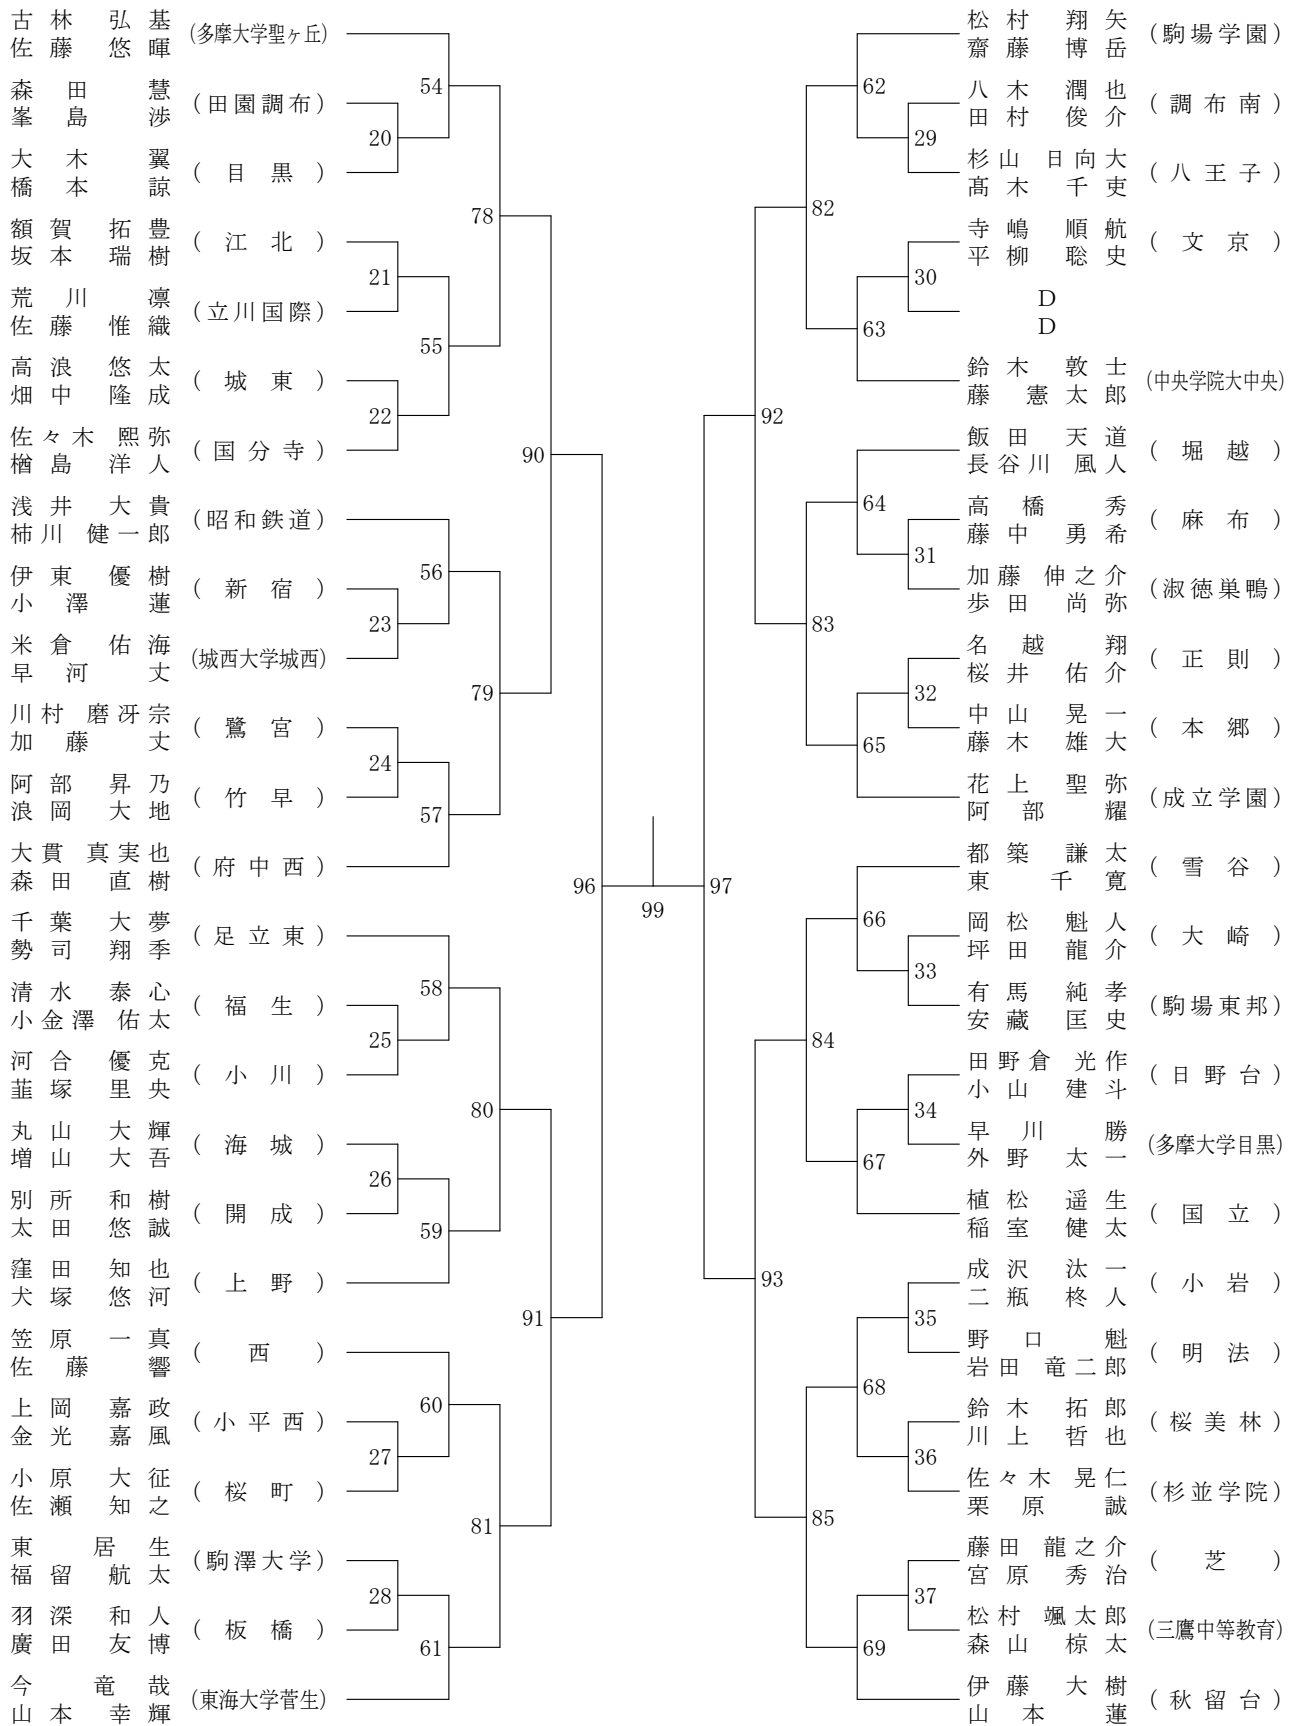 古林 弘基
佐藤 悠暉
(多摩大学聖ヶ丘)
森田 慧
峯島 渉
(田園調布)
大木 翼
橋本 諒
(目黒)
額賀 拓豊
坂本 瑞樹
(江北)
荒川 凛
佐藤 惟織
(立川国際)
高浪 悠太
畑中 隆成
(城東)
佐々木 熙弥
楢島 洋人
(国分寺)
浅井 大貴
柿川 健一郎
(昭和鉄道)
伊東 優樹
小澤 蓮
(新宿)
米倉 佑海
早河 丈
(城西大学城西)
川村 磨冴宗
加藤 丈
(鷺宮)
阿部 昇乃
浪岡 大地
(竹早)
大貫 真実也
森田 直樹
(府中西)
千葉 大夢
勢司 翔季
(足立東)
清水 泰心
小金澤 佑太
(福生)
河合 優克
韮塚 里央
(小川)
丸山 大輝
増山 大吾
(海城)
別所 和樹
太田 悠誠
(開成)
窪田 知也
犬塚 悠河
(上野)
笠原 一真
佐藤 響
(西)
上岡 嘉政
金光 嘉風
(小平西)
小原 大征
佐瀬 知之
(桜町)
東 居生
福留 航太
(駒澤大学)
羽深 和人
廣田 友博
(板橋)
今 竜哉
山本 幸輝
(東海大学菅生)
20
21
22
23
24
25
26
27
28
54
55
56
57
58
59
60
61
78
79
80
81
90
91
96
99
97
92
93
82
83
84
85
62
63
64
65
66
67
68
69
29
30
31
32
33
34
35
36
37
松村 翔矢
齋藤 博岳
(駒場学園)
八木 潤也
田村 俊介
(調布南)
杉山 日向大
髙木 千吏
(八王子)
寺嶋 順航
平柳 聡史
(文京)
D
D
鈴木 敦士
藤 憲太郎
(中央学院大中央)
飯田 天道
長谷川 風人
(堀越)
高橋 秀
藤中 勇希
(麻布)
加藤 伸之介
歩田 尚弥
(淑徳巣鴨)
名越 翔
桜井 佑介
(正則)
中山 晃一
藤木 雄大
(本郷)
花上 聖弥
阿部 耀
(成立学園)
都築 謙太
東 千寛
(雪谷)
岡松 魁人
坪田 龍介
(大崎)
有馬 純孝
安藏 匡史
(駒場東邦)
田野倉 光作
小山 建斗
(日野台)
早川 勝
外野 太一
(多摩大学目黒)
植松 遥生
稲室 健太
(国立)
成沢 汰一
二瓶 柊人
(小岩)
野口 魁
岩田 竜二郎
(明法)
鈴木 拓郎
川上 哲也
(桜美林)
佐々木 晃仁
栗原 誠
(杉並学院)
藤田 龍之介
宮原 秀治
(芝)
松村 颯太郎
森山 椋太
(三鷹中等教育)
伊藤 大樹
山本 蓮
(秋留台)